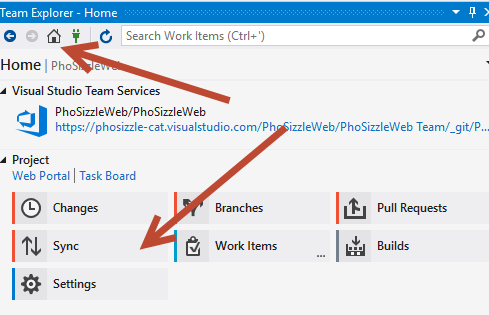 Team Explorer - Home
Search Work Items (Ctrl+')
Home | PhoSizzleWeb
Visual Studio Team Services
PhoSizzleWeb/PhoSizzleWeb
https://phosizzle-cat.visualstudio.com/PhoSizzleWeb/PhoSizzleWeb Team/_git/P...
Project
Web Portal | Task Board
Changes Branches Pull Requests
Sync Work Items ... Builds
Settings